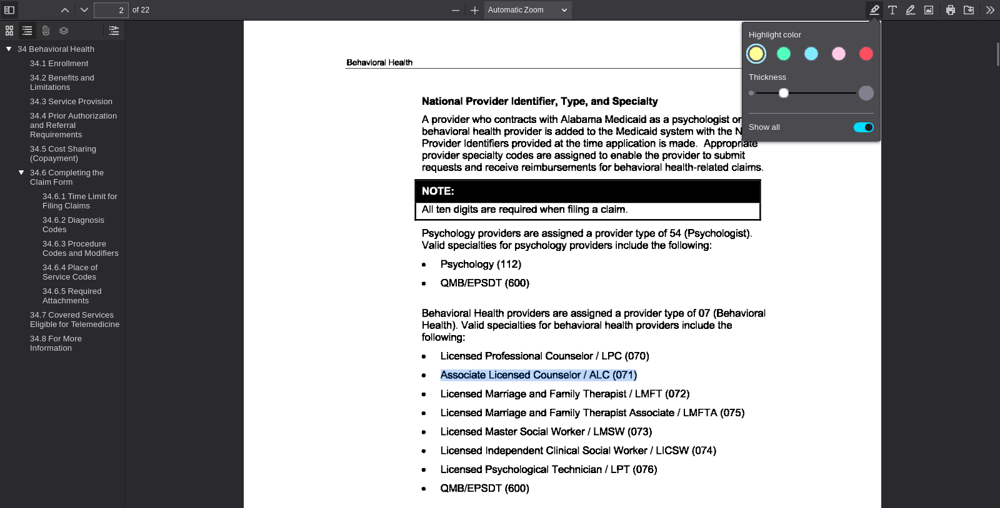 2 of 22
Automatic Zoom
34 Behavioral Health
34.1 Enrollment
34.2 Benefits and
Limitations
34.3 Service Provision
34.4 Prior Authorization
and Referral
Requirements
34.5 Cost Sharing
(Copayment)
34.6 Completing the
Claim Form
34.6.1 Time Limit for
Filing Claims
34.6.2 Diagnosis
Codes
34.6.3 Procedure
Codes and Modifiers
34.6.4 Place of
Service Codes
34.6.5 Required
Attachments
34.7 Covered Services
Eligible for Telemedicine
34.8 For More
Information
Highlight color
Thickness
Show all
Behavioral Health
National Provider Identifier, Type, and Specialty
A provider who contracts with Alabama Medicaid as a psychologist or
behavioral health provider is added to the Medicaid system with the N
Provider Identifiers provided at the time application is made. Appropriate
provider specialty codes are assigned to enable the provider to submit
requests and receive reimbursements for behavioral health-related claims.
NOTE:
All ten digits are required when filing a claim.
Psychology providers are assigned a provider type of 54 (Psychologist).
Valid specialties for psychology providers include the following:
• Psychology (112)
• QMB/EPSDT (600)
Behavioral Health providers are assigned a provider type of 07 (Behavioral
Health). Valid specialties for behavioral health providers include the
following:
• Licensed Professional Counselor / LPC (070)
• Associate Licensed Counselor / ALC (071)
• Licensed Marriage and Family Therapist / LMFT (072)
• Licensed Marriage and Family Therapist Associate / LMFTA (075)
• Licensed Master Social Worker / LMSW (073)
• Licensed Independent Clinical Social Worker / LICSW (074)
• Licensed Psychological Technician / LPT (076)
• QMB/EPSDT (600)